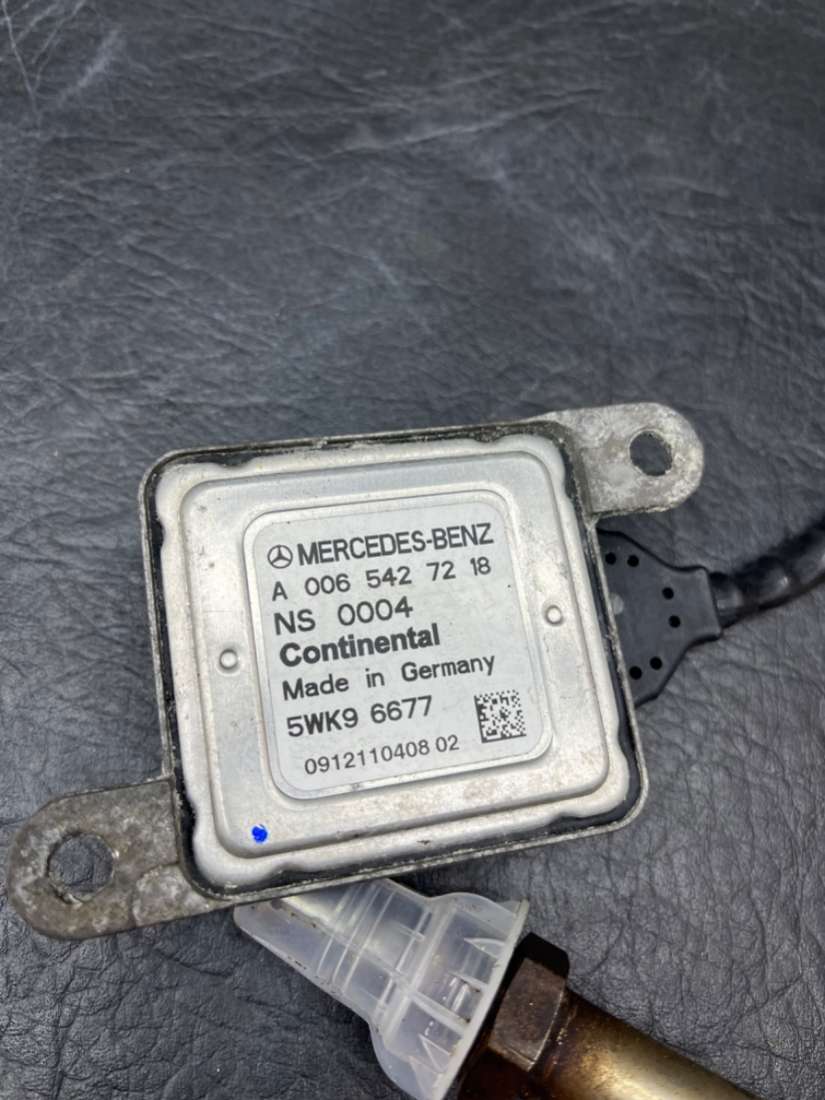 MERCEDES-BENZ
A 006 542 72 18
NS 0004
Continental
Made in Germany
5WK9 6677
0912110408 02